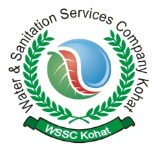 Water & Sanitation Services Company Kohat
WSSC Kohat